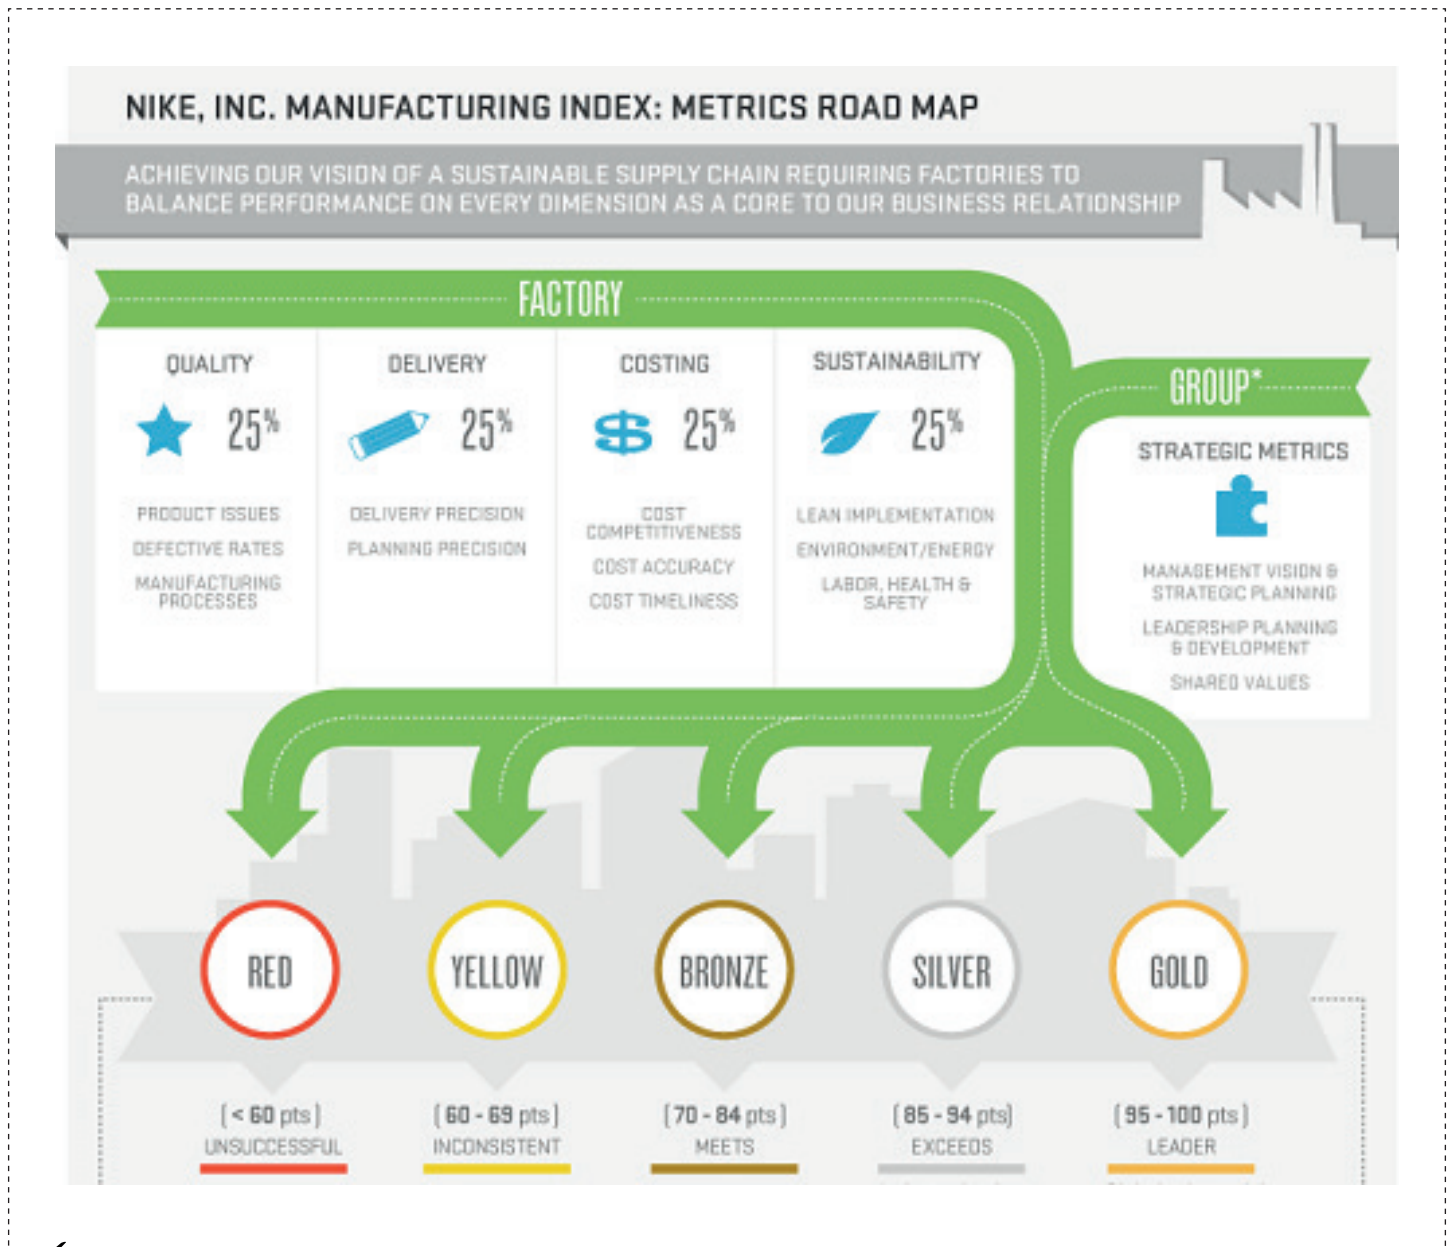 NIKE, INC. MANUFACTURING INDEX: METRICS ROAD MAP
ACHIEVING OUR VISION OF A SUSTAINABLE SUPPLY CHAIN REQUIRING FACTORIES TO
BALANCE PERFORMANCE ON EVERY DIMENSION AS A CORE TO OUR BUSINESS RELATIONSHIP
FACTORY
QUALITY
25%
PRODUCT ISSUES
DEFECTIVE RATES
MANUFACTURING
PROCESSES
DELIVERY
25%
DELIVERY PRECISION
PLANNING PRECISION
COSTING
25%
COST
COMPETITIVENESS
COST ACCURACY
COST TIMELINESS
SUSTAINABILITY
25%
LEAN IMPLEMENTATION
ENVIRONMENT/ENERGY
LABOR, HEALTH &
SAFETY
GROUP*
STRATEGIC METRICS
MANAGEMENT VISION &
STRATEGIC PLANNING
LEADERSHIP PLANNING
& DEVELOPMENT
SHARED VALUES
RED
(< 60 pts)
UNSUCCESSFUL
YELLOW
(60 - 69 pts)
INCONSISTENT
BRONZE
(70 - 84 pts)
MEETS
SILVER
(85 - 94 pts)
EXCEEDS
GOLD
(95 - 100 pts)
LEADER